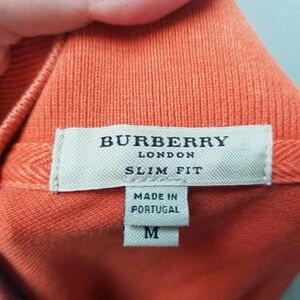 BURBERRY
LONDON
SLIM FIT
MADE IN
PORTUGAL
M